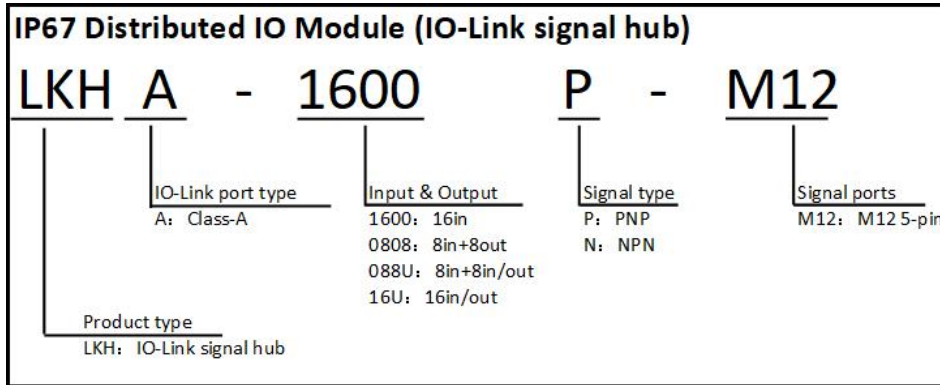 IP67 Distributed IO Module (IO-Link signal hub)
LKH A - 1600 P - M12
IO-Link port type
A： Class-A
Input & Output
1600： 16in
0808： 8in+8out
088U： 8in+8in/out
16U： 16in/out
Signal type
P： PNP
N： NPN
Signal ports
M12： M12 5-pin
Product type
LKH： IO-Link signal hub